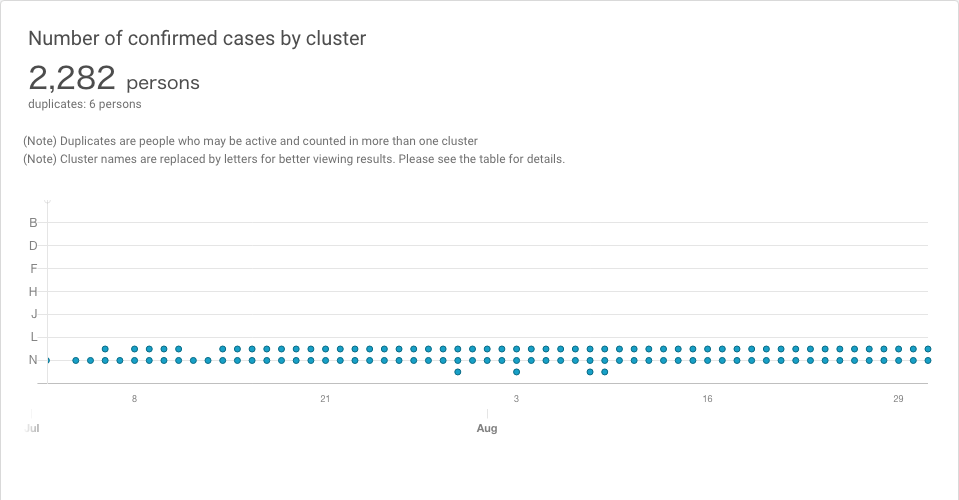 Number of confirmed cases by cluster
2,282 persons
duplicates: 6 persons
(Note) Duplicates are people who may be active and counted in more than one cluster
(Note) Cluster names are replaced by letters for better viewing results. Please see the table for details.
B
D
F
H
J
L
N
8 21 3 16 29
Jul Aug